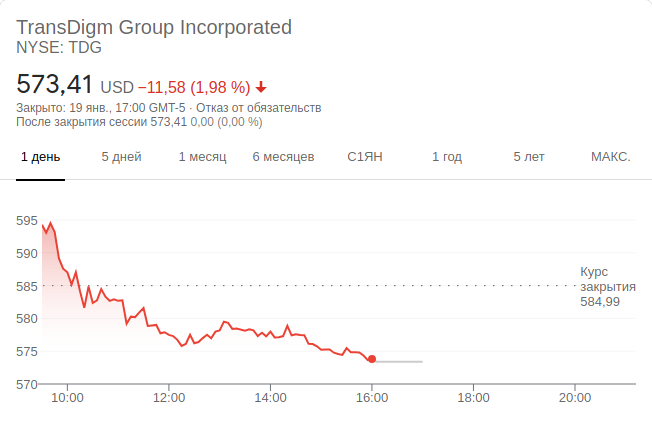 TransDigm Group Incorporated
NYSE: TDG
573,41 USD −11,58 (1,98 %)
Закрыто: 19 янв., 17:00 GMT-5 · Отказ от обязательств
После закрытия сессии 573,41 0,00 (0,00 %)
1 день 5 дней 1 месяц 6 месяцев С1ЯН 1 год 5 лет МАКС.
595
590
585
580
575
570
Курс
закрытия
584,99
10:00 12:00 14:00 16:00 18:00 20:00